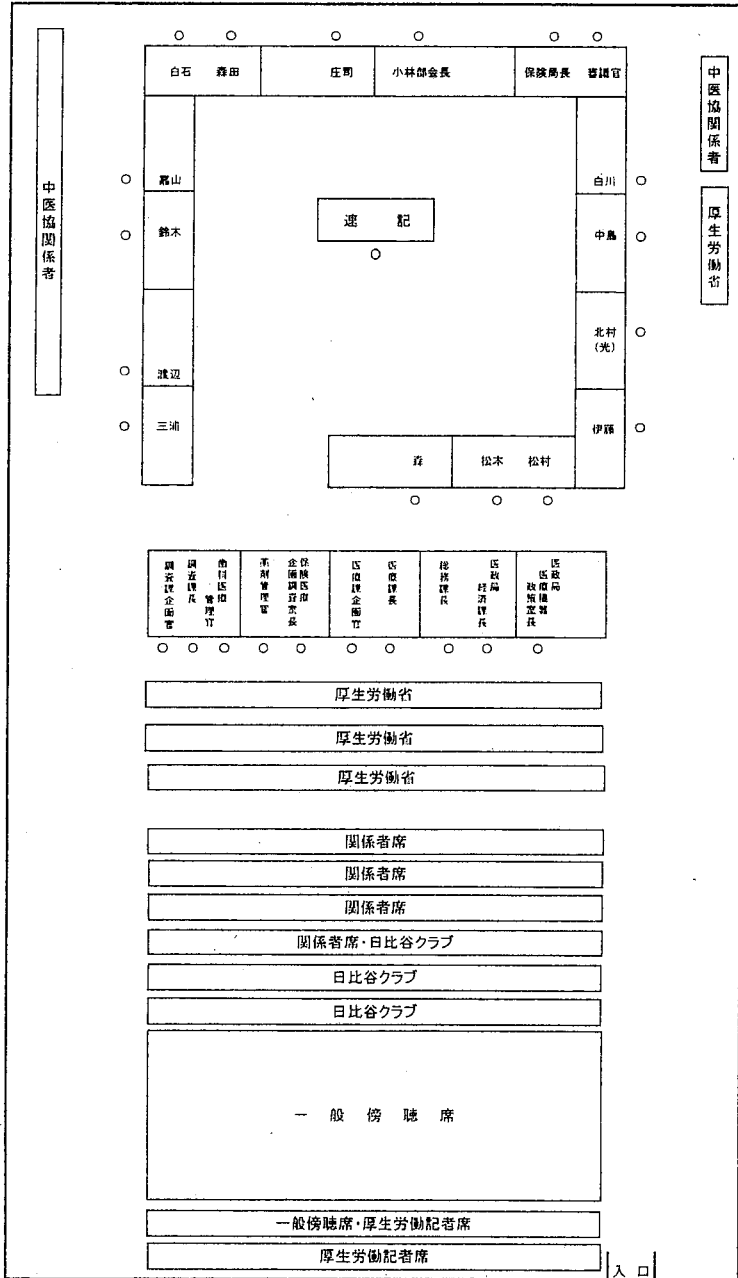 白石 森田 庄司 小林部会長 保険局長 審議官
中医協関係者
中医協関係者
厚生労働省
嘉山
鈴木
渡辺
三浦
速 記
白川
中島
北村
(光)
伊藤
森 松木 松村
調査課企画官
調査課長
歯科医療
管理官
薬剤管理官
保険医療
企画調査室長
医療課企画官
医療課長
総務課長
医政局
経済課長
医政局
医療機器
政策室長
厚生労働省
厚生労働省
厚生労働省
関係者席
関係者席
関係者席
関係者席・日比谷クラブ
日比谷クラブ
日比谷クラブ
一 般 傍 聴 席
一般傍聴席・厚生労働記者席
厚生労働記者席
入 口